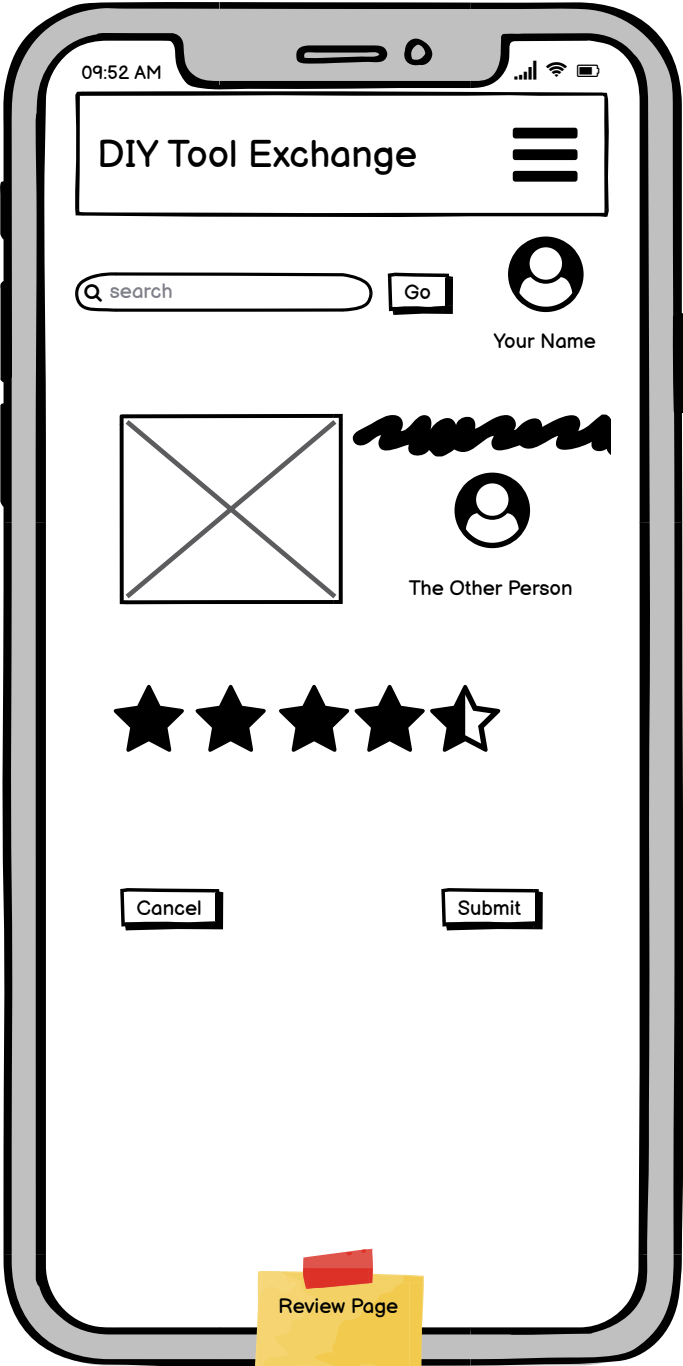 09:52 AM
DIY Tool Exchange
search
Go
Your Name
The Other Person
Cancel
Submit
Review Page